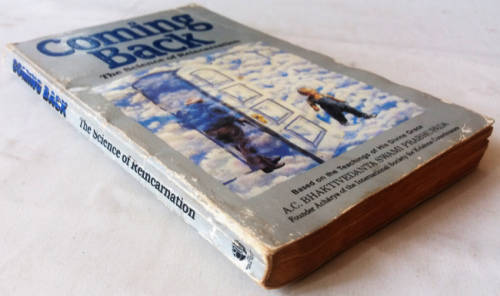 Coming
Back
The Science of Reincarnation
Based on the Teachings of His Divine Grace
A.C. BHAKTIVEDANTA SWAMI PRABHUPADA
Founder Ācārya of the International Society for Krishna Consciousness
COMING BACK
The Science of Reincarnation